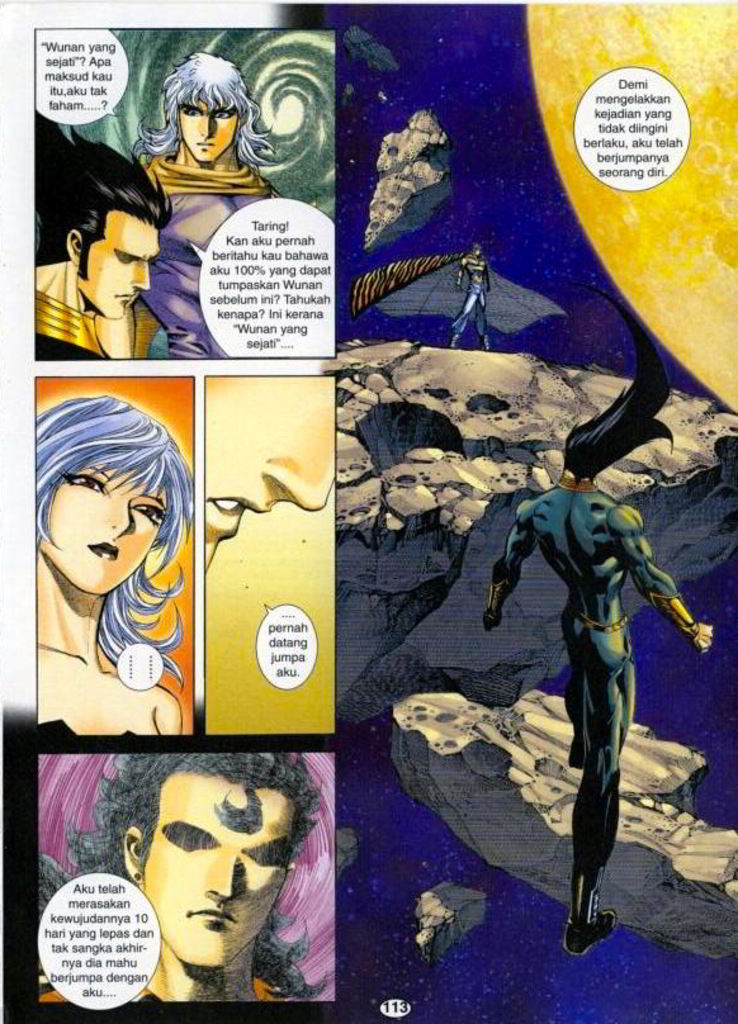 "Wunan yang
sejati"? Apa
maksud kau
itu,aku tak
faham.....?
Taring!
Kan aku pernah
beritahu kau bahawa
aku 100% yang dapat
tumpaskan Wunan
sebelum ini? Tahukah
kenapa? Ini kerana
"Wunan yang
sejati"....
......
....
pernah
datang
jumpa
aku.
Aku telah
merasakan
kewujudannya 10
hari yang lepas dan
tak sangka akhir-
nya dia mahu
berjumpa dengan
aku....
Demi
mengelakkan
kejadian yang
tidak diingini
berlaku, aku telah
berjumpanya
seorang diri.
113